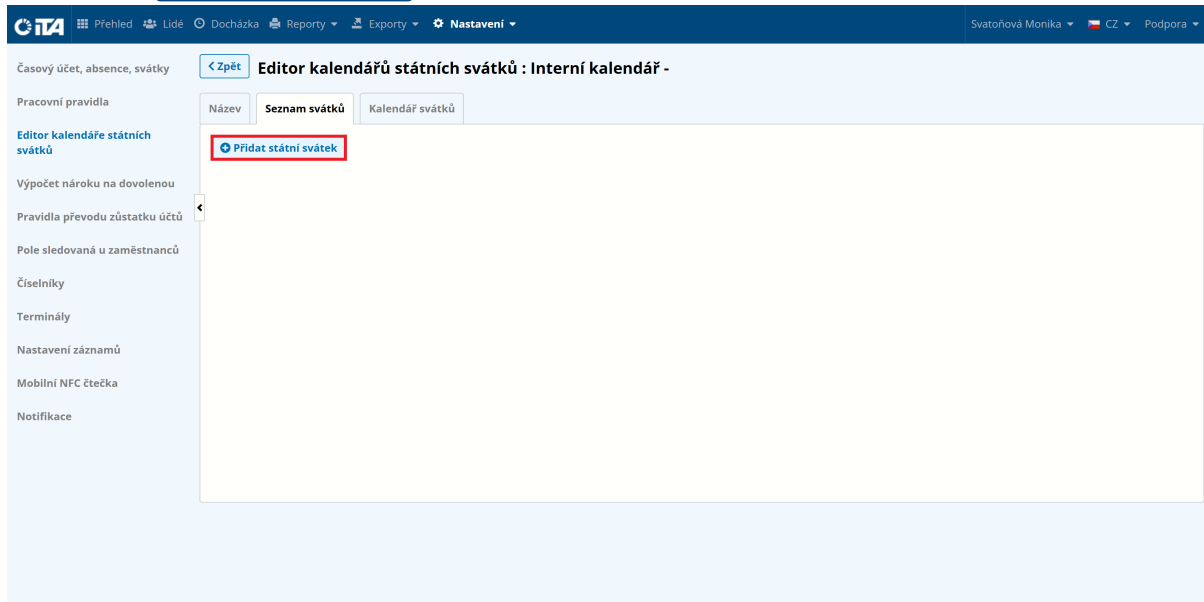 iTA Přehled Lidé Docházka Reporty Exporty Nastavení Svatoňová Monika CZ Podpora
Časový účet, absence, svátky
Pracovní pravidla
Editor kalendáře státních
svátků
Výpočet nároku na dovolenou
Pravidla převodu zůstatku účtů
Pole sledovaná u zaměstnanců
Číselníky
Terminály
Nastavení záznamů
Mobilní NFC čtečka
Notifikace
Zpět Editor kalendářů státních svátků : Interní kalendář -
Název Seznam svátků Kalendář svátků
Přidat státní svátek